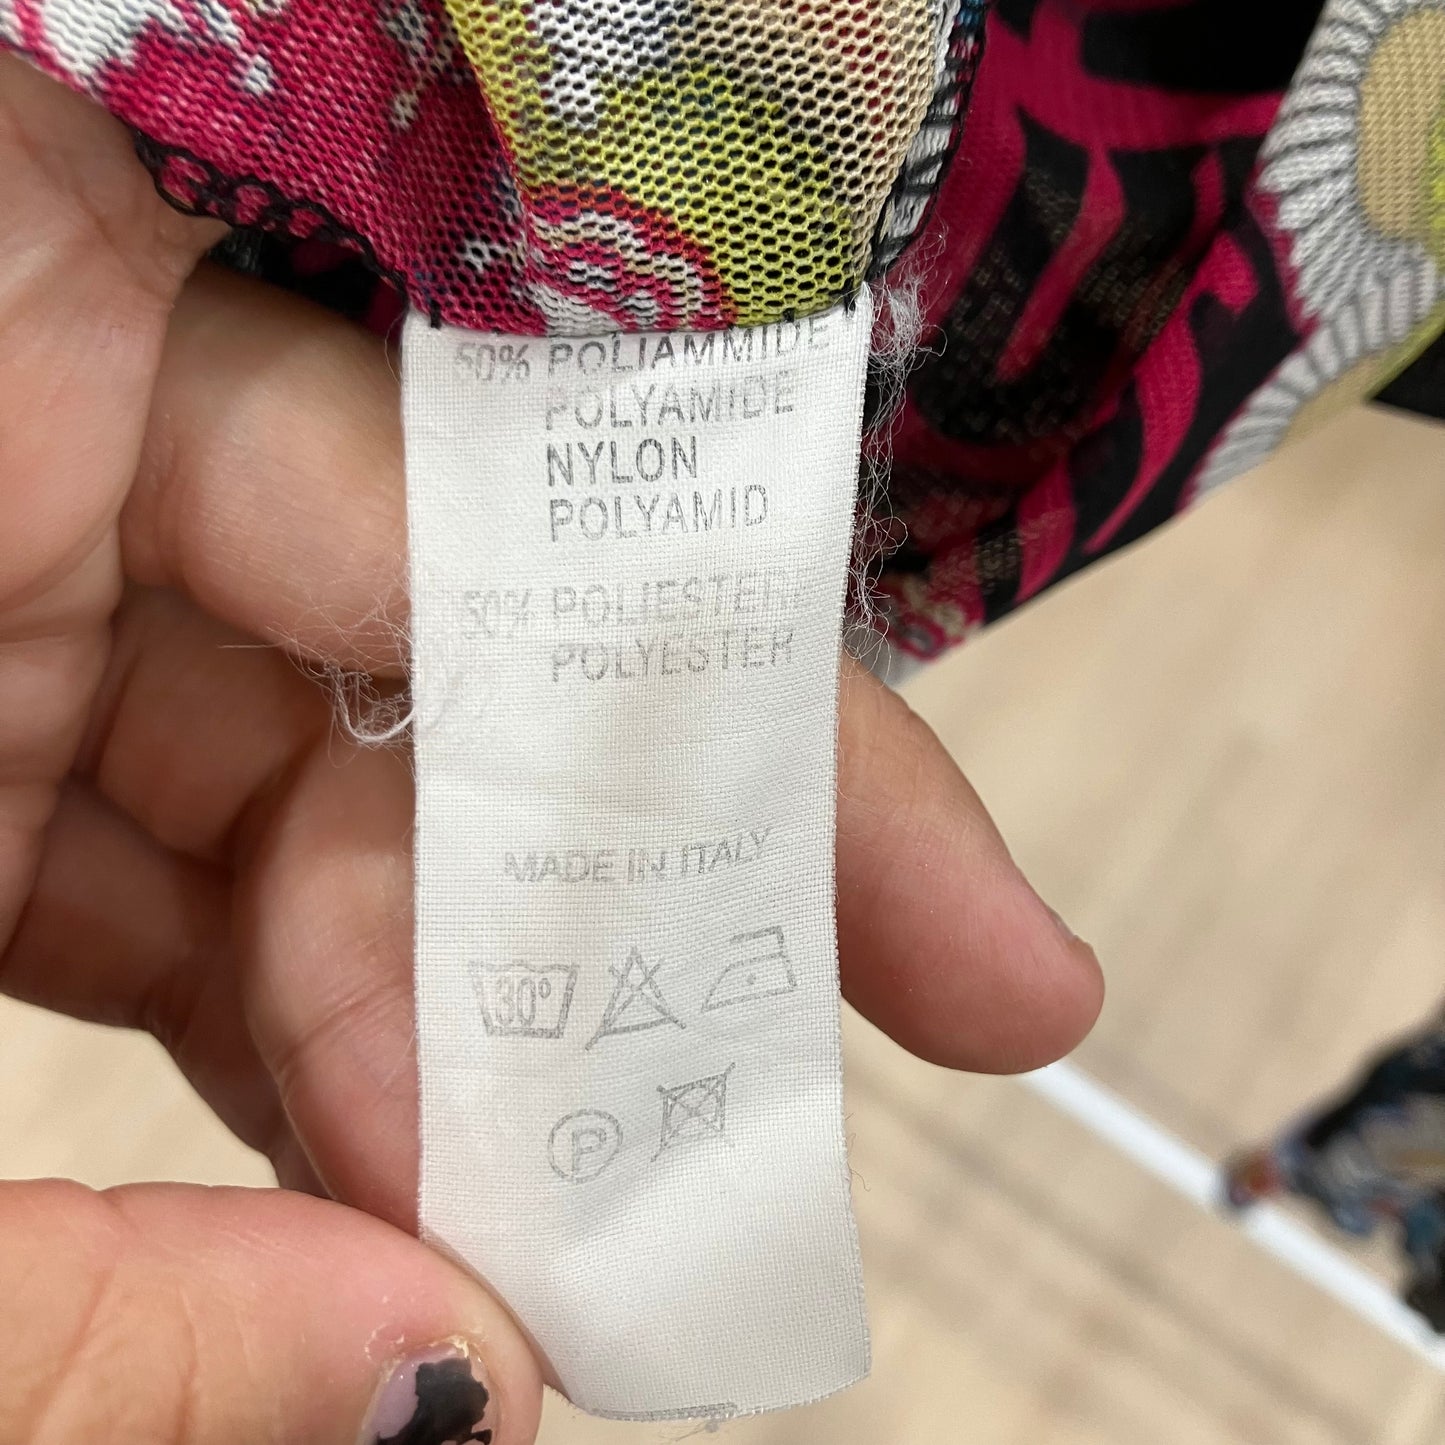 50% POLIAMMIDE
POLYAMIDE
NYLON
POLYAMID
50% POLIESTERE
POLYESTER
MADE IN ITALY
30°
P